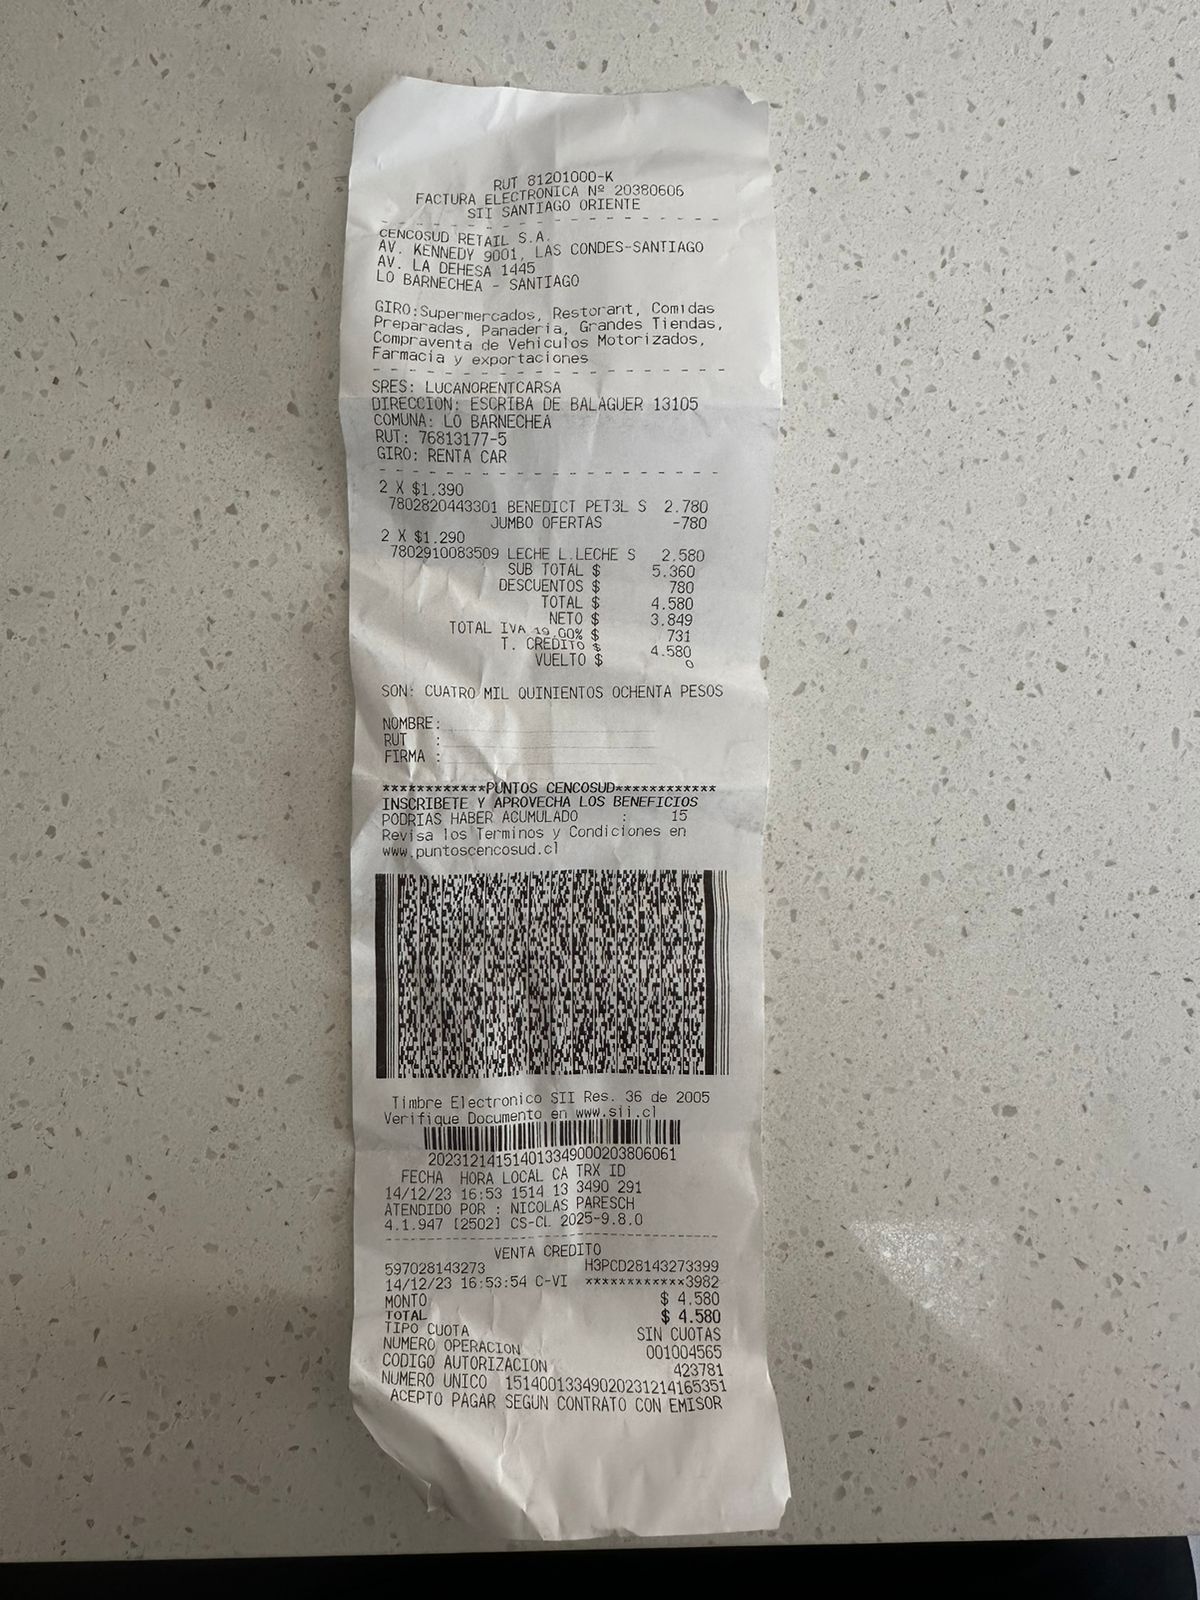 RUT 81201000-K
FACTURA ELECTRONICA Nº 20380606
SII SANTIAGO ORIENTE
CENCOSUD RETAIL S.A.
AV. KENNEDY 9001, LAS CONDES-SANTIAGO
AV. LA DEHESA 1445
LO BARNECHEA - SANTIAGO
GIRO:Supermercados, Restorant, Comidas
Preparadas, Panaderia, Grandes Tiendas,
Compraventa de Vehiculos Motorizados,
Farmacia y exportaciones
SRES: LUCANORENTCARSA
DIRECCION: ESCRIBA DE BALAGUER 13105
COMUNA: LO BARNECHEA
RUT: 76813177-5
GIRO: RENTA CAR
2 X $1.390
7802820443301 BENEDICT PET3L S 2.780
JUMBO OFERTAS -780
2 X $1.290
7802910083509 LECHE L.LECHE S 2.580
SUB TOTAL $ 5.360
DESCUENTOS $ 780
TOTAL $ 4.580
NETO $ 3.849
TOTAL IVA 19.00% $ 731
T. CREDITO $ 4.580
VUELTO $ 0
SON: CUATRO MIL QUINIENTOS OCHENTA PESOS
NOMBRE:
RUT :
FIRMA :
************PUNTOS CENCOSUD************
INSCRIBETE Y APROVECHA LOS BENEFICIOS
PODRIAS HABER ACUMULADO : 15
Revisa los Terminos y Condiciones en
www.puntoscencosud.cl
Timbre Electronico SII Res. 36 de 2005
Verifique Documento en www.sii.cl
2023121415140133490002038060​61
FECHA HORA LOCAL CA TRX ID
14/12/23 16:53 1514 13 3490 291
ATENDIDO POR : NICOLAS PARESCH
4.1.947 [2502] CS-CL 2025-9.8.0
VENTA CREDITO
597028143273 H3PCD28143273399
14/12/23 16:53:54 C-VI ************3982
MONTO $ 4.580
TOTAL $ 4.580
TIPO CUOTA SIN CUOTAS
NUMERO OPERACION 001004565
CODIGO AUTORIZACION 423781
NUMERO UNICO 15140013349020231214165351
ACEPTO PAGAR SEGUN CONTRATO CON EMISOR